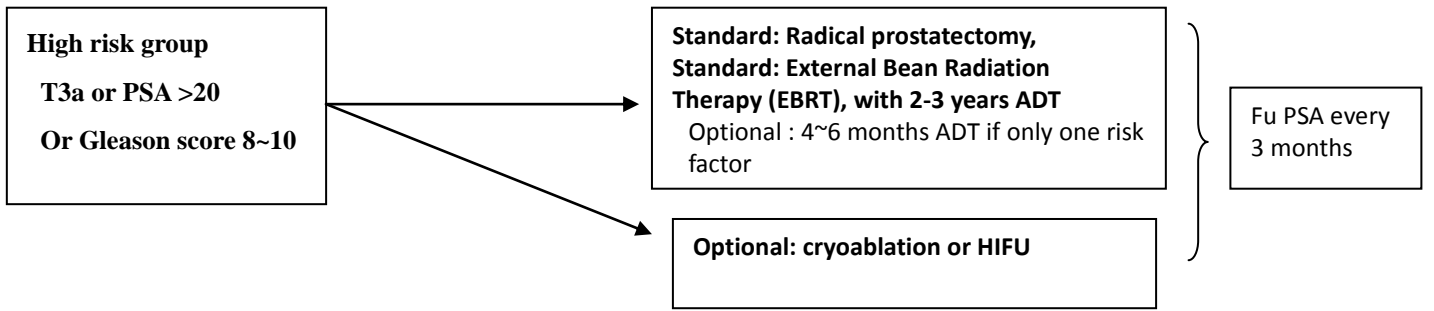 High risk group
T3a or PSA >20
Or Gleason score 8~10
Standard: Radical prostatectomy,
Standard: External Bean Radiation
Therapy (EBRT), with 2-3 years ADT
Optional : 4~6 months ADT if only one risk
factor
Optional: cryoablation or HIFU
Fu PSA every
3 months